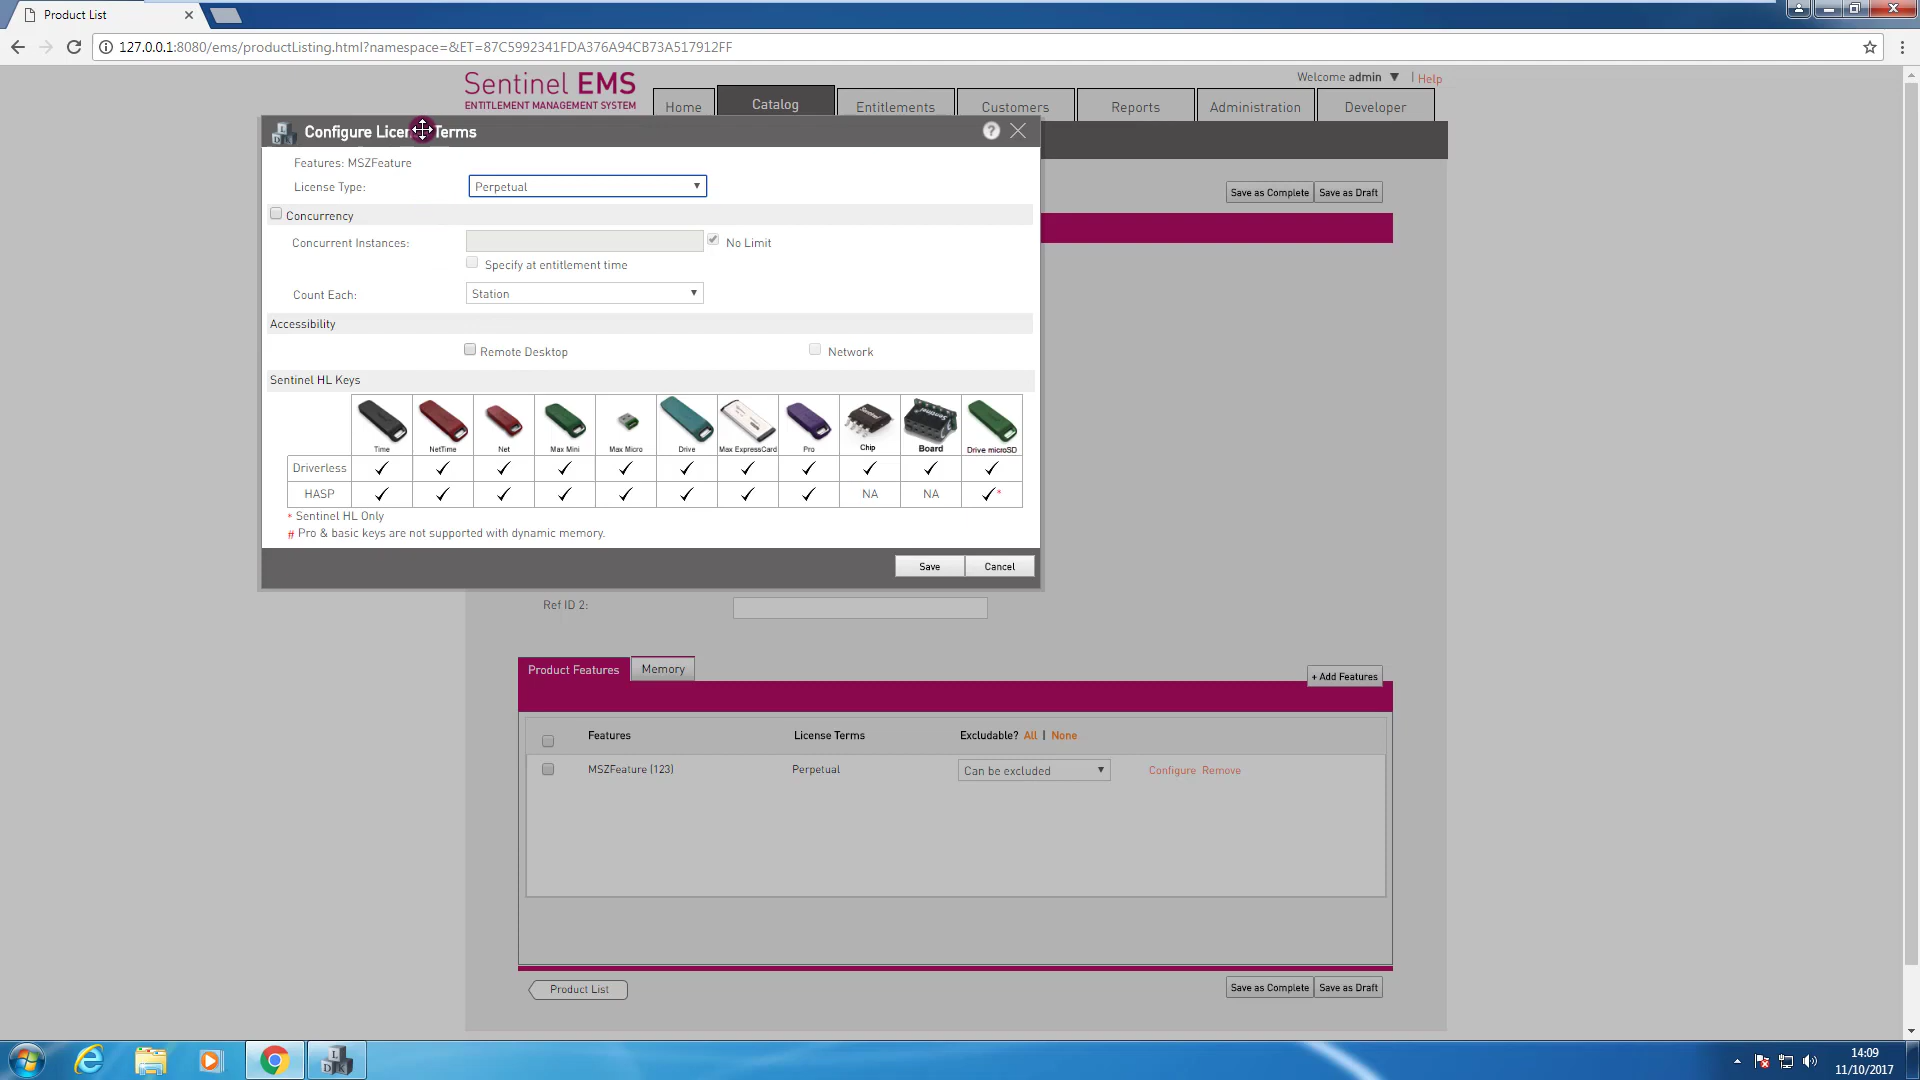 Product List
127.0.0.1:8080/ems/productListing.html?namespace=&ET=87C5992341FDA376A94CB73A517912FF
Sentinel EMS
ENTITLEMENT MANAGEMENT SYSTEM
Welcome admin ▼ | Help
Home Catalog Entitlements Customers Reports Administration Developer
Configure License Terms
Features: MSZFeature
License Type: Perpetual
Save as Complete Save as Draft
Concurrency
Concurrent Instances: No Limit
Specify at entitlement time
Count Each: Station
Accessibility
Remote Desktop Network
Sentinel HL Keys
Time NetTime Net Max Mini Max Micro Drive Max ExpressCard Pro Chip Board Drive microSD
Driverless ✓ ✓ ✓ ✓ ✓ ✓ ✓ ✓ ✓ ✓ ✓
HASP ✓ ✓ ✓ ✓ ✓ ✓ ✓ ✓ NA NA ✓*
* Sentinel HL Only
# Pro & basic keys are not supported with dynamic memory.
Save Cancel
Ref ID 2:
Product Features Memory
+ Add Features
Features License Terms Excludable? All | None
MSZFeature (123) Perpetual Can be excluded Configure Remove
Product List Save as Complete Save as Draft
14:09
11/10/2017